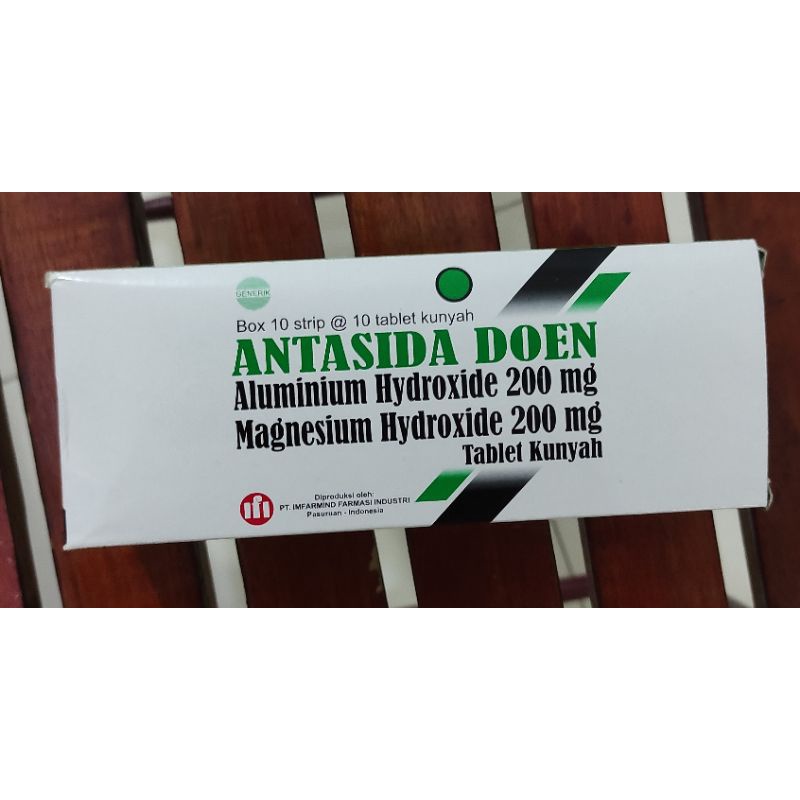 GENERIK
Box 10 strip @ 10 tablet kunyah
ANTASIDA DOEN
Aluminium Hydroxide 200 mg
Magnesium Hydroxide 200 mg
Tablet Kunyah
ifi
Diproduksi oleh:
PT. IMFARMIND FARMASI INDUSTRI
Pasuruan - Indonesia